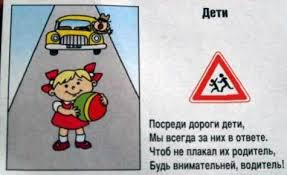 Дети
Посреди дороги дети,
Мы всегда за них в ответе.
Чтоб не плакал их родитель,
Будь внимательней, водитель!